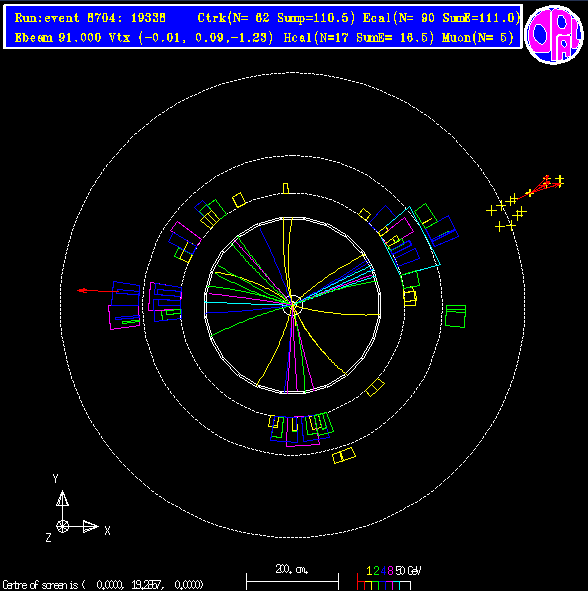 Run:event 8704: 19338 Ctrk(N= 62 Sump=110.5) Ecal(N= 90 SumE=111.0)
Ebeam 91.000 Vtx (-0.01, 0.09,-1.23) Hcal(N=17 SumE= 16.5) Muon(N= 5)
OPAL
Y
X
Z
200. cm.
1 2 4 8 50 GeV
Centre of screen is ( 0.0000, 19.2857, 0.0000)